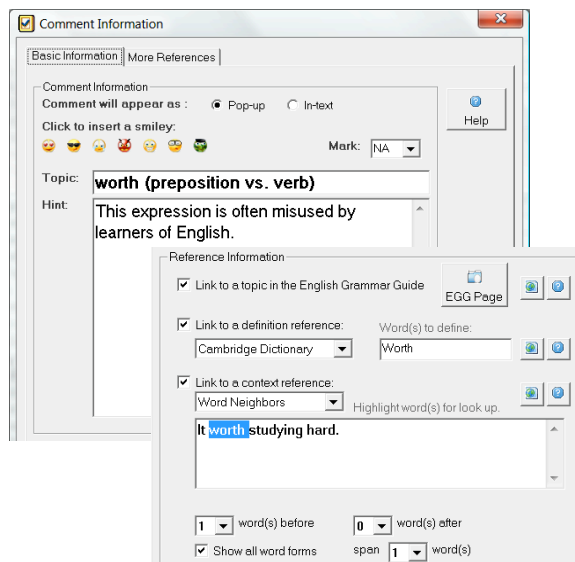 Comment Information
Basic Information More References
Comment Information
Comment will appear as : Pop-up In-text
Click to insert a smiley:
Help
Mark: NA
Topic: worth (preposition vs. verb)
Hint: This expression is often misused by
learners of English.
Reference Information
Link to a topic in the English Grammar Guide
EGG Page
Link to a definition reference: Word(s) to define:
Cambridge Dictionary Worth
Link to a context reference:
Word Neighbors Highlight word(s) for look up.
It worth studying hard.
1 word(s) before 0 word(s) after
Show all word forms span 1 word(s)